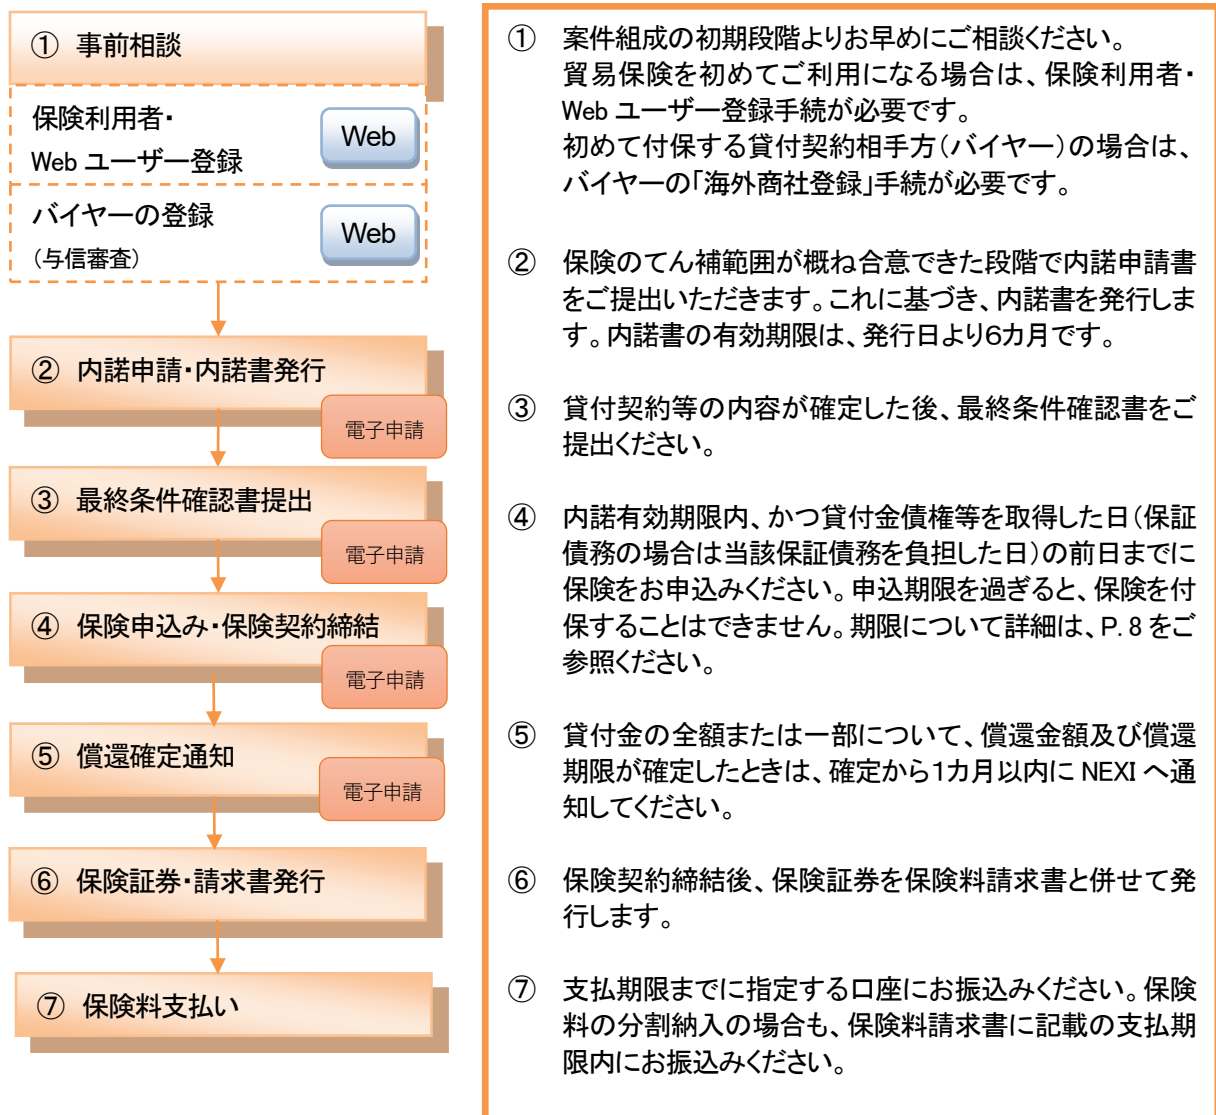 ① 事前相談
保険利用者・
Web ユーザー登録
Web
バイヤーの登録
（与信審査）
Web
② 内諾申請・内諾書発行
電子申請
③ 最終条件確認書提出
電子申請
④ 保険申込み・保険契約締結
電子申請
⑤ 償還確定通知
電子申請
⑥ 保険証券・請求書発行
⑦ 保険料支払い
① 案件組成の初期段階よりお早めにご相談ください。
貿易保険を初めてご利用になる場合は、保険利用者・
Web ユーザー登録手続が必要です。
初めて付保する貸付契約相手方（バイヤー）の場合は、
バイヤーの「海外商社登録」手続が必要です。
② 保険のてん補範囲が概ね合意できた段階で内諾申請書
をご提出いただきます。これに基づき、内諾書を発行しま
す。内諾書の有効期限は、発行日より６カ月です。
③ 貸付契約等の内容が確定した後、最終条件確認書をご
提出ください。
④ 内諾有効期限内、かつ貸付金債権等を取得した日（保証
債務の場合は当該保証債務を負担した日）の前日までに
保険をお申込みください。申込期限を過ぎると、保険を付
保することはできません。期限について詳細は、P. 8 をご
参照ください。
⑤ 貸付金の全額または一部について、償還金額及び償還
期限が確定したときは、確定から１カ月以内に NEXI へ通
知してください。
⑥ 保険契約締結後、保険証券を保険料請求書と併せて発
行します。
⑦ 支払期限までに指定する口座にお振込みください。保険
料の分割納入の場合も、保険料請求書に記載の支払期
限内にお振込みください。